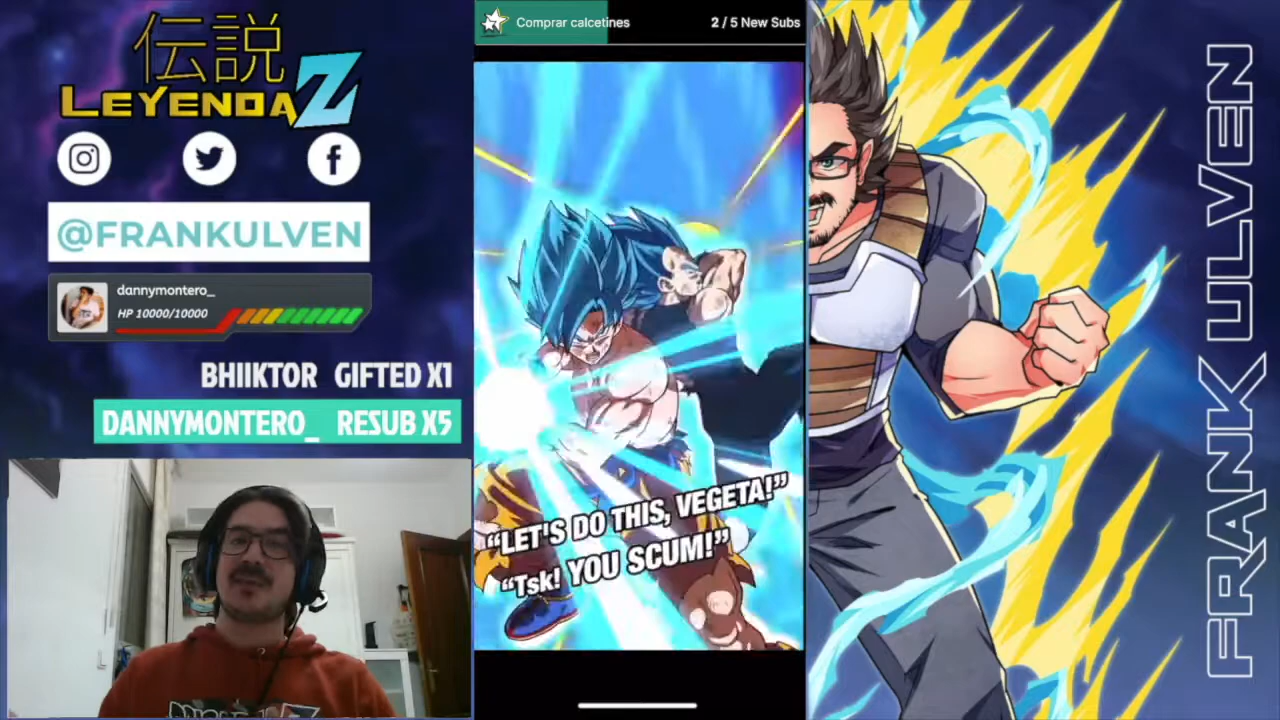 伝説
LEYENDA Z
@FRANKULVEN
dannymontero_
HP 10000/10000
BHIIKTOR GIFTED X1
DANNYMONTERO_ RESUB X5
Comprar calcetines
2 / 5 New Subs
“LET'S DO THIS, VEGETA!”
“Tsk! YOU SCUM!”
FRANK ULVEN